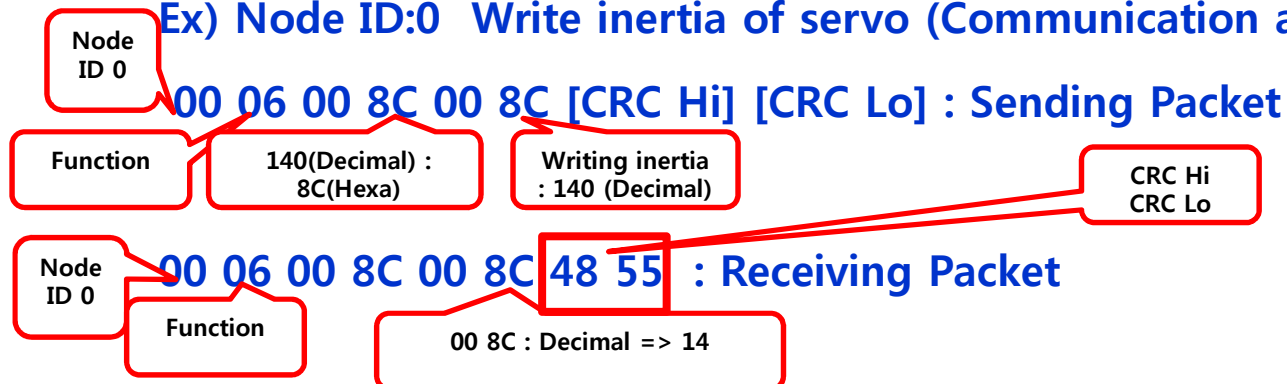 Ex) Node ID:0 Write inertia of servo (Communication a
Node
ID 0
00 06 00 8C 00 8C [CRC Hi] [CRC Lo] : Sending Packet
Function
140(Decimal) :
8C(Hexa)
Writing inertia
: 140 (Decimal)
CRC Hi
CRC Lo
Node
ID 0
00 06 00 8C 00 8C 48 55 : Receiving Packet
Function
00 8C : Decimal => 14